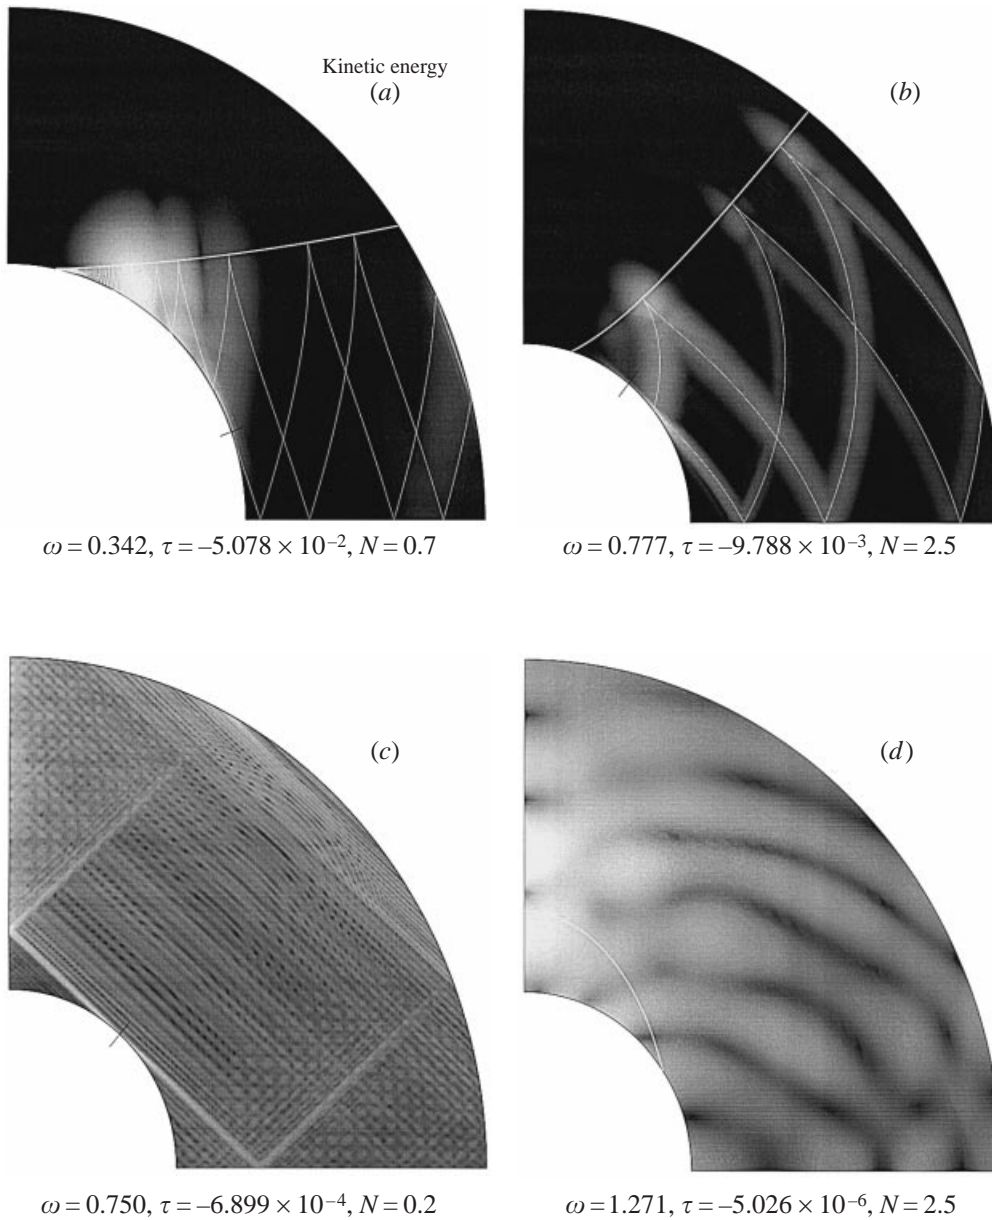 Kinetic energy
(a)
(b)
ω = 0.342, τ = –5.078 × 10⁻², N = 0.7
ω = 0.777, τ = –9.788 × 10⁻³, N = 2.5
(c)
(d)
ω = 0.750, τ = –6.899 × 10⁻⁴, N = 0.2
ω = 1.271, τ = –5.026 × 10⁻⁶, N = 2.5